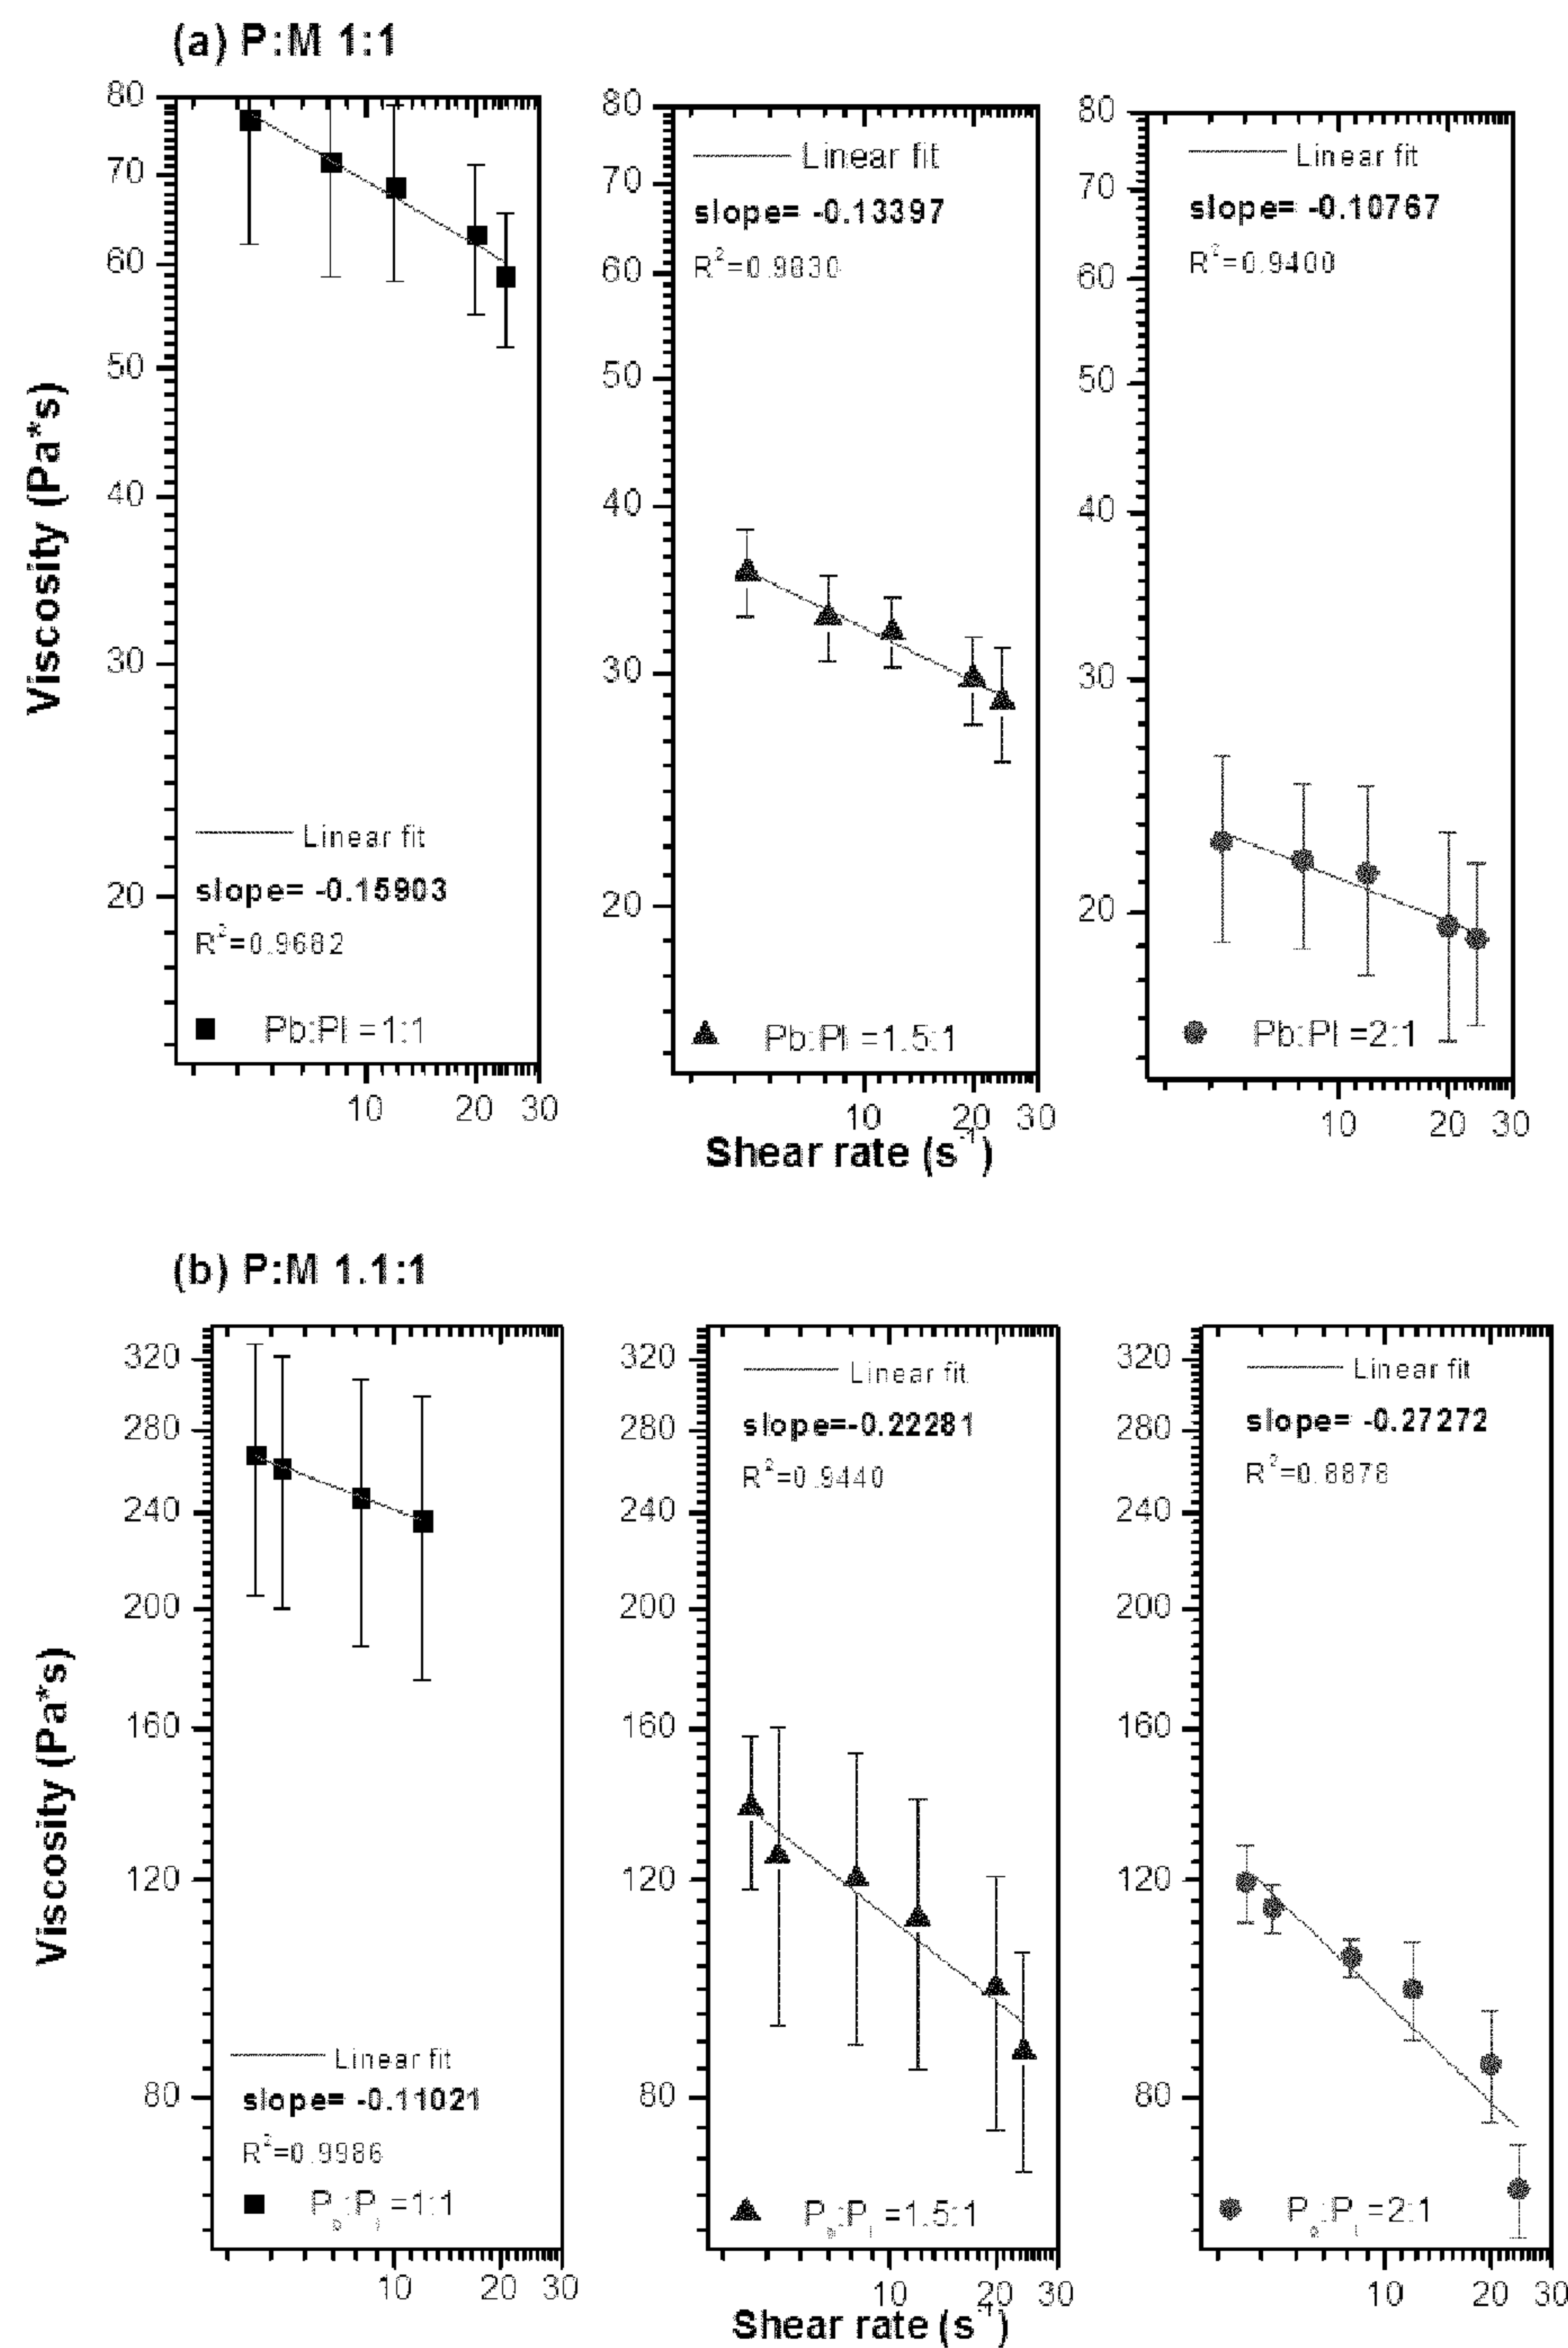 (a) P:M 1:1
Viscosity (Pa*s)
80
70
60
50
40
30
20
Linear fit
slope= -0.15903
R²=0.9682
Pb:Pl =1:1
10 20 30
80
70
60
50
40
30
20
Linear fit
slope= -0.13397
R²=0.9830
Pb:Pl =1.5:1
10 20 30
80
70
60
50
40
30
20
Linear fit
slope= -0.10767
R²=0.9400
Pb:Pl =2:1
10 20 30
Shear rate (s⁻¹)
(b) P:M 1.1:1
Viscosity (Pa*s)
320
280
240
200
160
120
80
Linear fit
slope= -0.11021
R²=0.9986
P_b:P_l =1:1
10 20 30
320
280
240
200
160
120
80
Linear fit
slope=-0.22281
R²=0.9440
P_b:P_l =1.5:1
10 20 30
320
280
240
200
160
120
80
Linear fit
slope= -0.27272
R²=0.8878
P_b:P_l =2:1
10 20 30
Shear rate (s⁻¹)